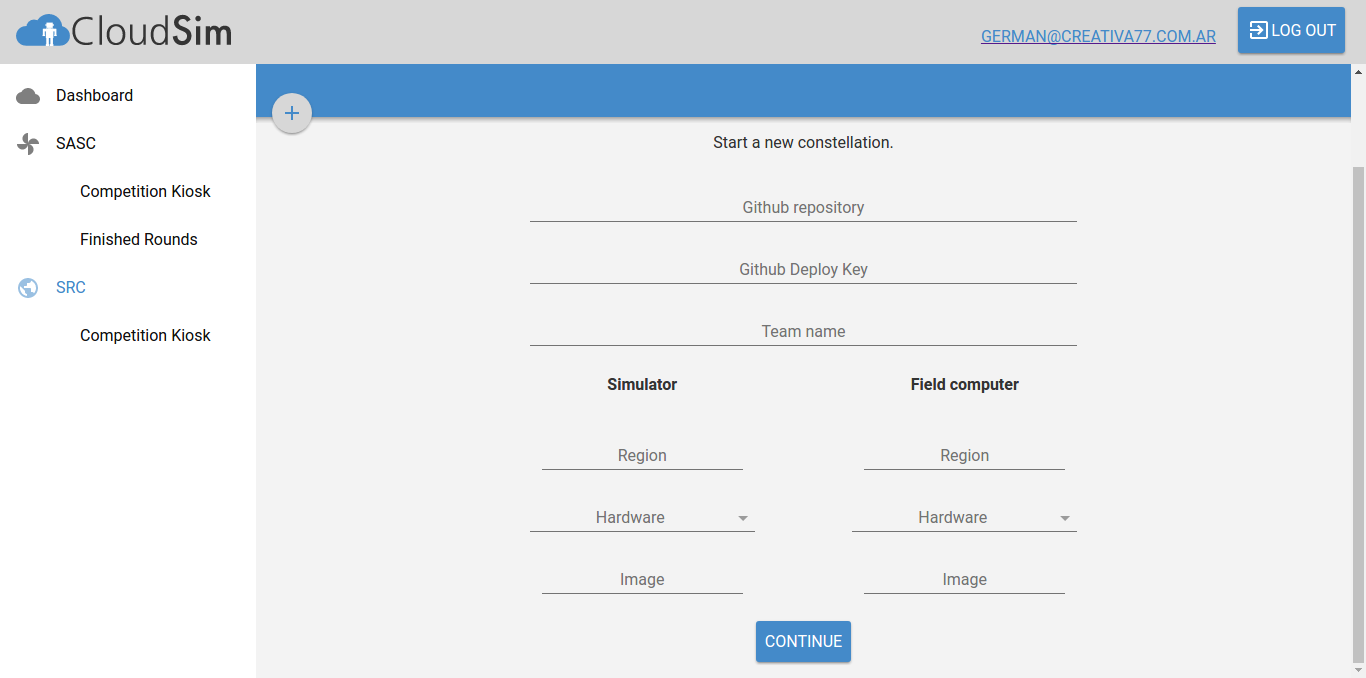 CloudSim
GERMAN@CREATIVA77.COM.AR
LOG OUT
Dashboard
SASC
Competition Kiosk
Finished Rounds
SRC
Competition Kiosk
Start a new constellation.
Github repository
Github Deploy Key
Team name
Simulator Field computer
Region Region
Hardware Hardware
Image Image
CONTINUE